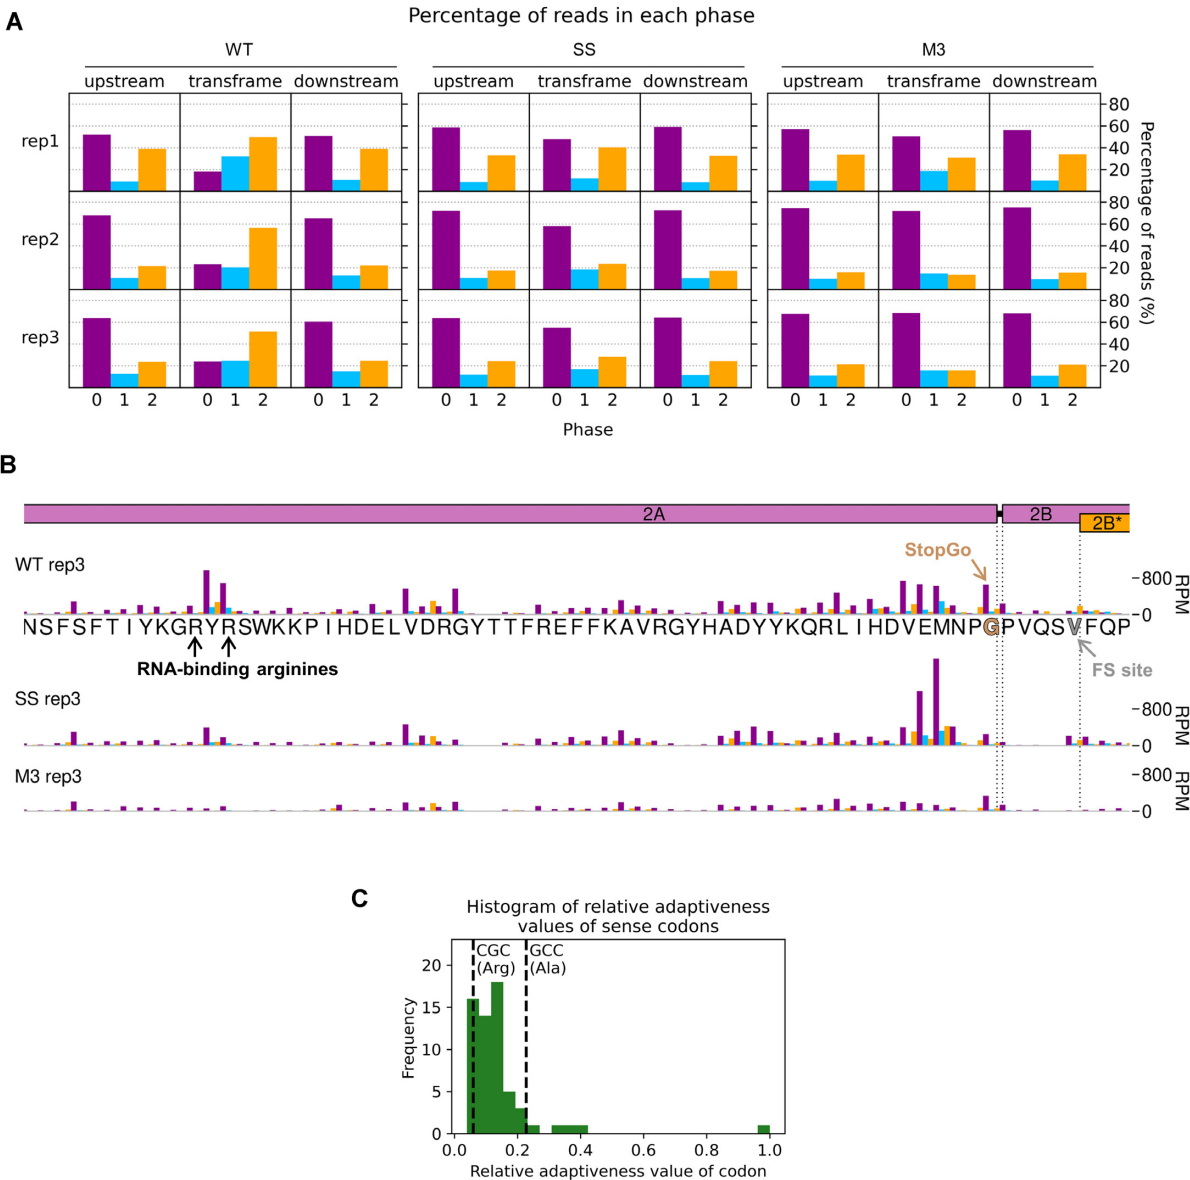 A
Percentage of reads in each phase
WT SS M3
upstream transframe downstream upstream transframe downstream upstream transframe downstream
rep1
80
60
40
20
rep2
80
60
40
20
rep3
80
60
40
20
Percentage of reads (%)
0 1 2 0 1 2 0 1 2 0 1 2 0 1 2 0 1 2 0 1 2 0 1 2 0 1 2
Phase
B
2A 2B
2B*
StopGo
WT rep3
800
0
RPM
NSFSFTIYKGRYRSWKKPIHDELVDRGYTTFREFFKAVRGYHADYYKQRLIHDVEMNPGPVQSVFQP
RNA-binding arginines
FS site
SS rep3
800
0
RPM
M3 rep3
800
0
RPM
C
Histogram of relative adaptiveness
values of sense codons
CGC
(Arg)
GCC
(Ala)
20
15
10
5
0
Frequency
0.0 0.2 0.4 0.6 0.8 1.0
Relative adaptiveness value of codon